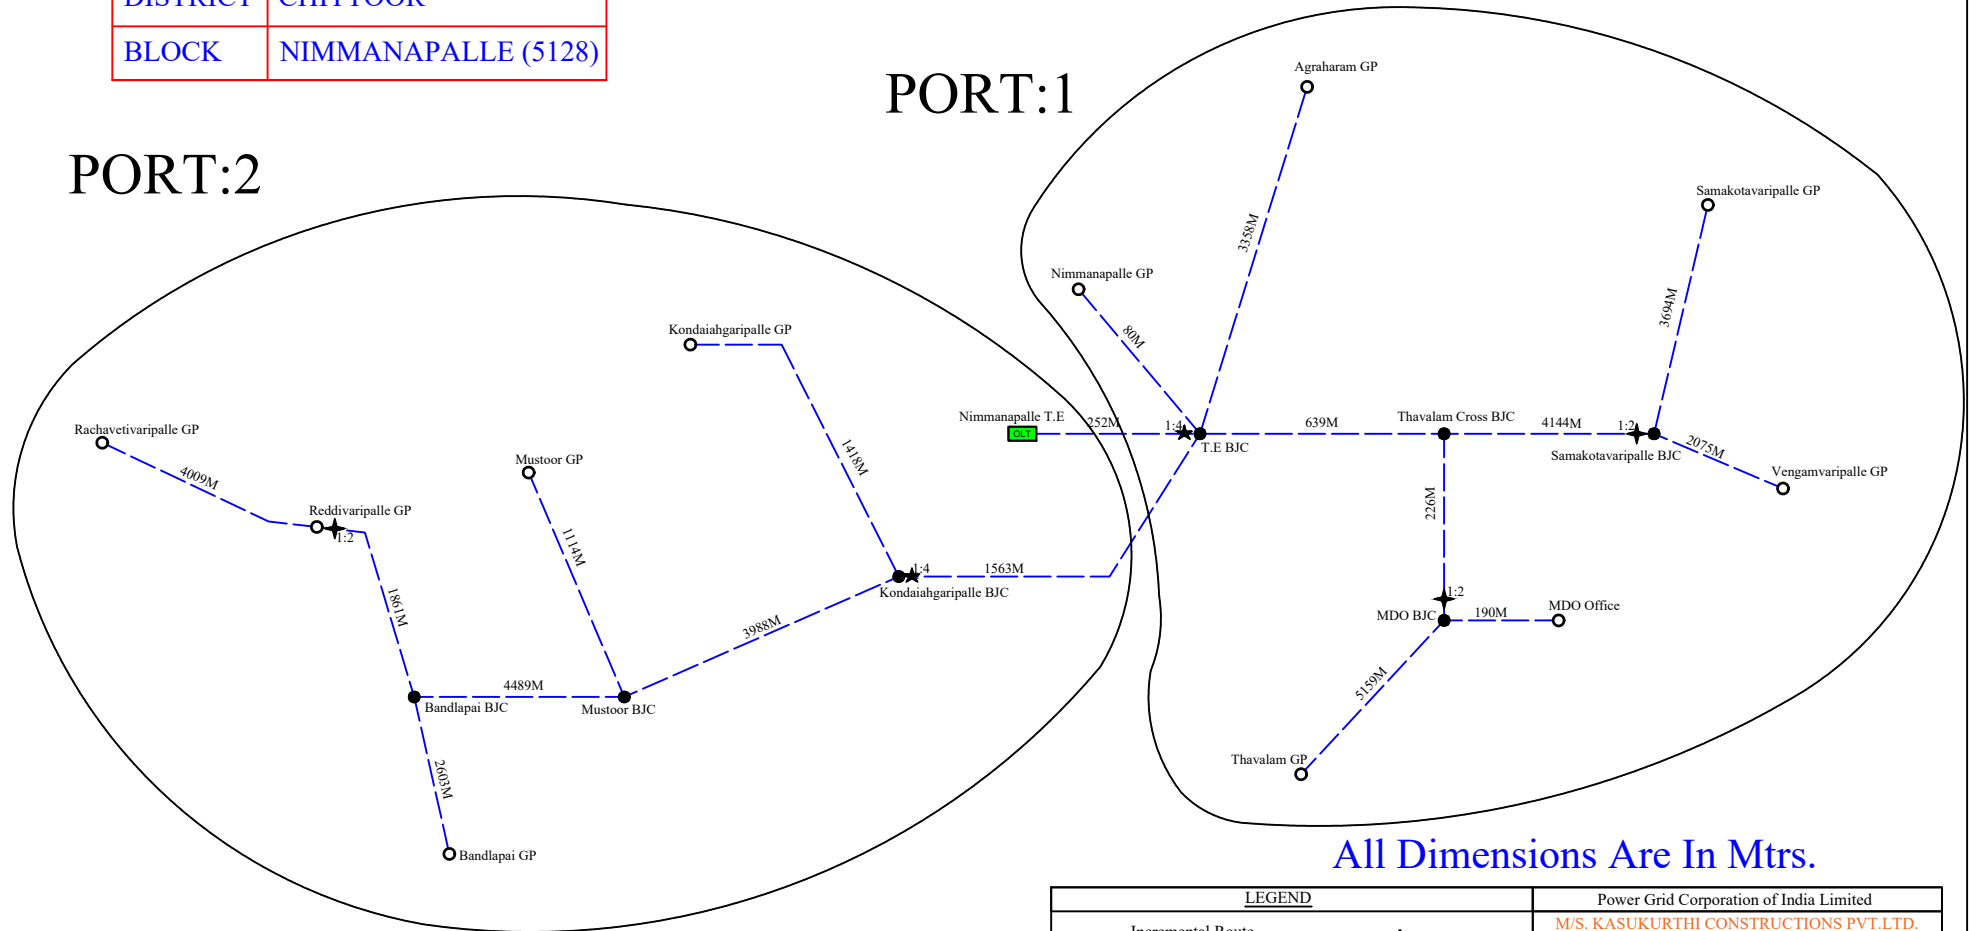 DISTRICT CHITTOOR
BLOCK NIMMANAPALLE (5128)
PORT:1
PORT:2
Agraharam GP
3358M
Samakotavaripalle GP
3694M
Nimmanapalle GP
80M
Kondaiahgaripalle GP
1418M
Nimmanapalle T.E
OLT
252M
1:4
T.E BJC
639M
Thavalam Cross BJC
4144M
1:2
Samakotavaripalle BJC
2075M
Vengamvaripalle GP
Rachavetivaripalle GP
4009M
Mustoor GP
1114M
Reddivaripalle GP
1:2
1861M
226M
1:4
1563M
Kondaiahgaripalle BJC
1:2
MDO BJC
190M
MDO Office
3988M
5159M
4489M
Bandlapai BJC
Mustoor BJC
Thavalam GP
2603M
Bandlapai GP
All Dimensions Are In Mtrs.
LEGEND
Power Grid Corporation of India Limited
M/S. KASUKURTHI CONSTRUCTIONS PVT.LTD.
Incremental Route